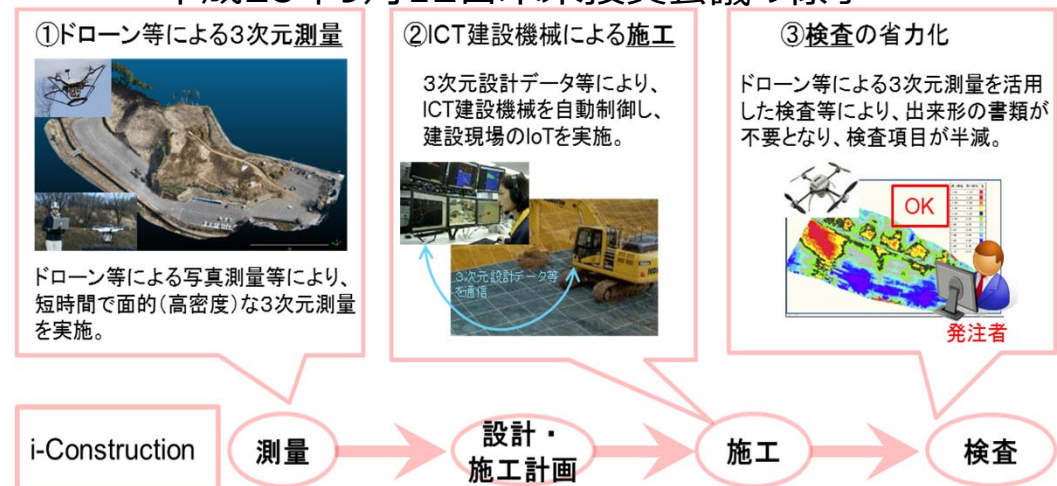 ①ドローン等による3次元測量
ドローン等による写真測量等により、
短時間で面的(高密度)な3次元測量
を実施。
②ICT建設機械による施工
3次元設計データ等により、
ICT建設機械を自動制御し、
建設現場のIoTを実施。
3次元設計データ等
を通信
③検査の省力化
ドローン等による3次元測量を活用
した検査等により、出来形の書類が
不要となり、検査項目が半減。
OK
発注者
i-Construction
測量
設計・
施工計画
施工
検査